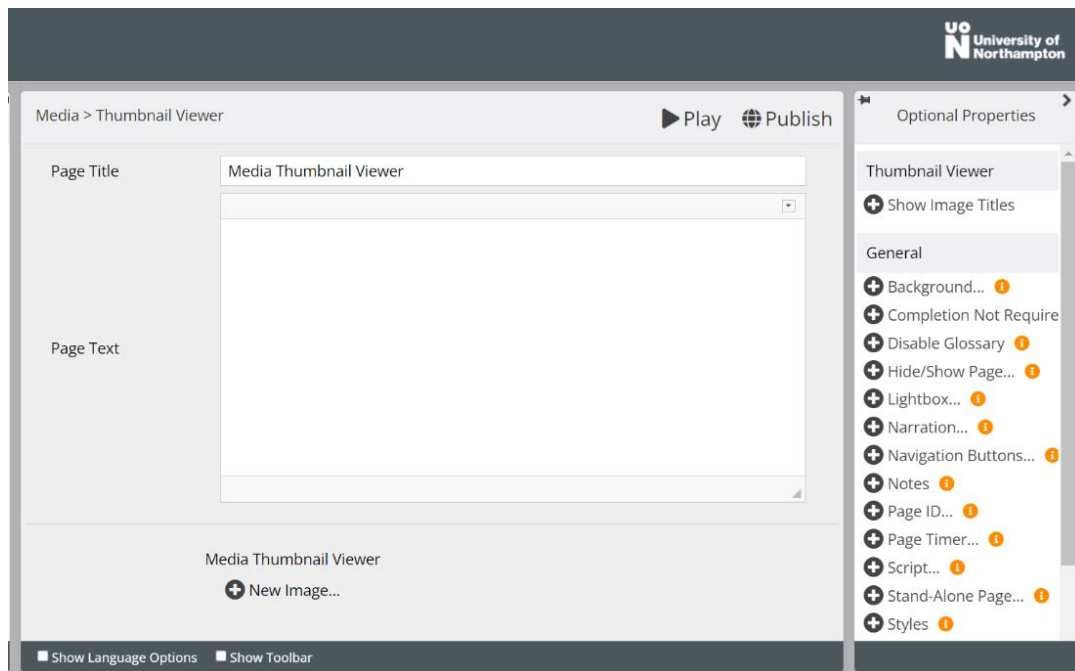 UON University of
Northampton
Media > Thumbnail Viewer
Play Publish
Optional Properties
Page Title
Media Thumbnail Viewer
Page Text
Media Thumbnail Viewer
New Image...
Thumbnail Viewer
Show Image Titles
General
Background...
Completion Not Require
Disable Glossary
Hide/Show Page...
Lightbox...
Narration...
Navigation Buttons...
Notes
Page ID...
Page Timer...
Script...
Stand-Alone Page...
Styles
Show Language Options Show Toolbar